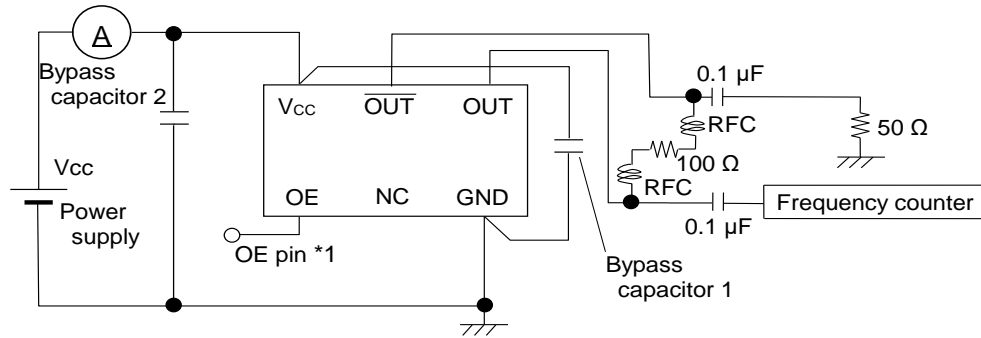 A
Bypass
capacitor 2
Vcc
Power
supply
VCC
OUT
OUT
OE
NC
GND
OE pin *1
0.1 µF
RFC
100 Ω
RFC
50 Ω
0.1 µF
Frequency counter
Bypass
capacitor 1